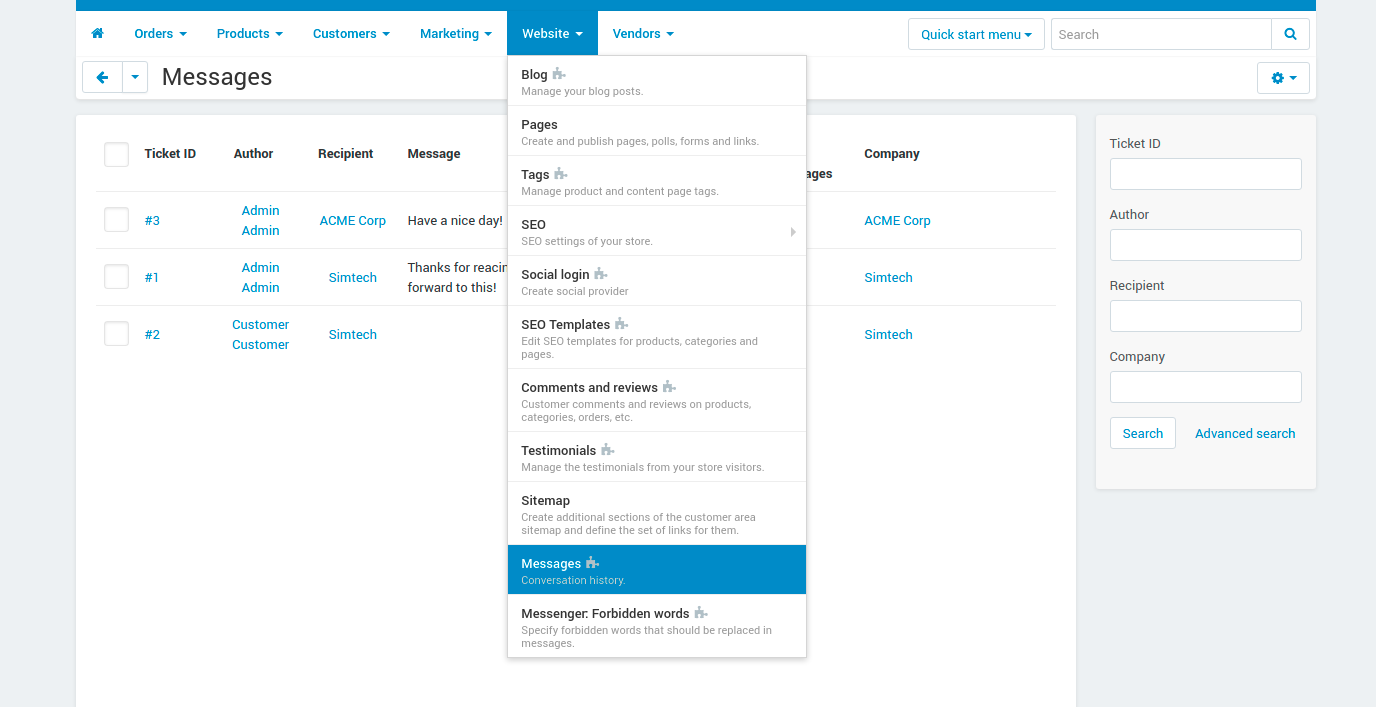 Orders Products Customers Marketing Website Vendors Quick start menu Search
Messages
Blog
Manage your blog posts.
Pages
Create and publish pages, polls, forms and links.
Tags
Manage product and content page tags.
SEO
SEO settings of your store.
Social login
Create social provider
SEO Templates
Edit SEO templates for products, categories and
pages.
Comments and reviews
Customer comments and reviews on products,
categories, orders, etc.
Testimonials
Manage the testimonials from your store visitors.
Sitemap
Create additional sections of the customer area
sitemap and define the set of links for them.
Messages
Conversation history.
Messenger: Forbidden words
Specify forbidden words that should be replaced in
messages.
Ticket ID Author Recipient Message Company
#3 Admin Admin ACME Corp Have a nice day! ACME Corp
#1 Admin Admin Simtech Thanks for
forward to this! Simtech
#2 Customer Customer Simtech Simtech
Ticket ID
Author
Recipient
Company
Search Advanced search